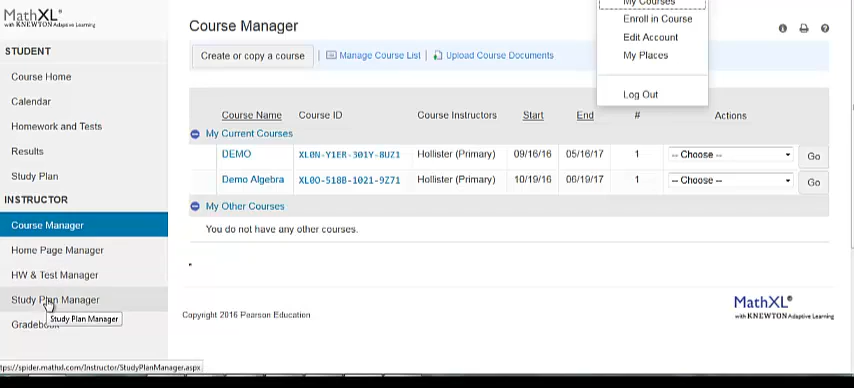 MathXL®
with KNEWTON Adaptive Learning
STUDENT
Course Home
Calendar
Homework and Tests
Results
Study Plan
INSTRUCTOR
Course Manager
Home Page Manager
HW & Test Manager
Study Plan Manager
Study Plan Manager
Gradebook
Course Manager
My Courses
Enroll in Course
Edit Account
My Places
Log Out
Create or copy a course | Manage Course List | Upload Course Documents
Course Name Course ID Course Instructors Start End # Actions
My Current Courses
DEMO XL0N-Y1ER-301Y-8UZ1 Hollister (Primary) 09/16/16 05/16/17 1 -- Choose -- Go
Demo Algebra XL0O-518B-1021-9Z71 Hollister (Primary) 10/19/16 06/19/17 1 -- Choose -- Go
My Other Courses
You do not have any other courses.
Copyright 2016 Pearson Education
MathXL®
with KNEWTON Adaptive Learning
tps://spider.mathxl.com/Instructor/StudyPlanManager.aspx